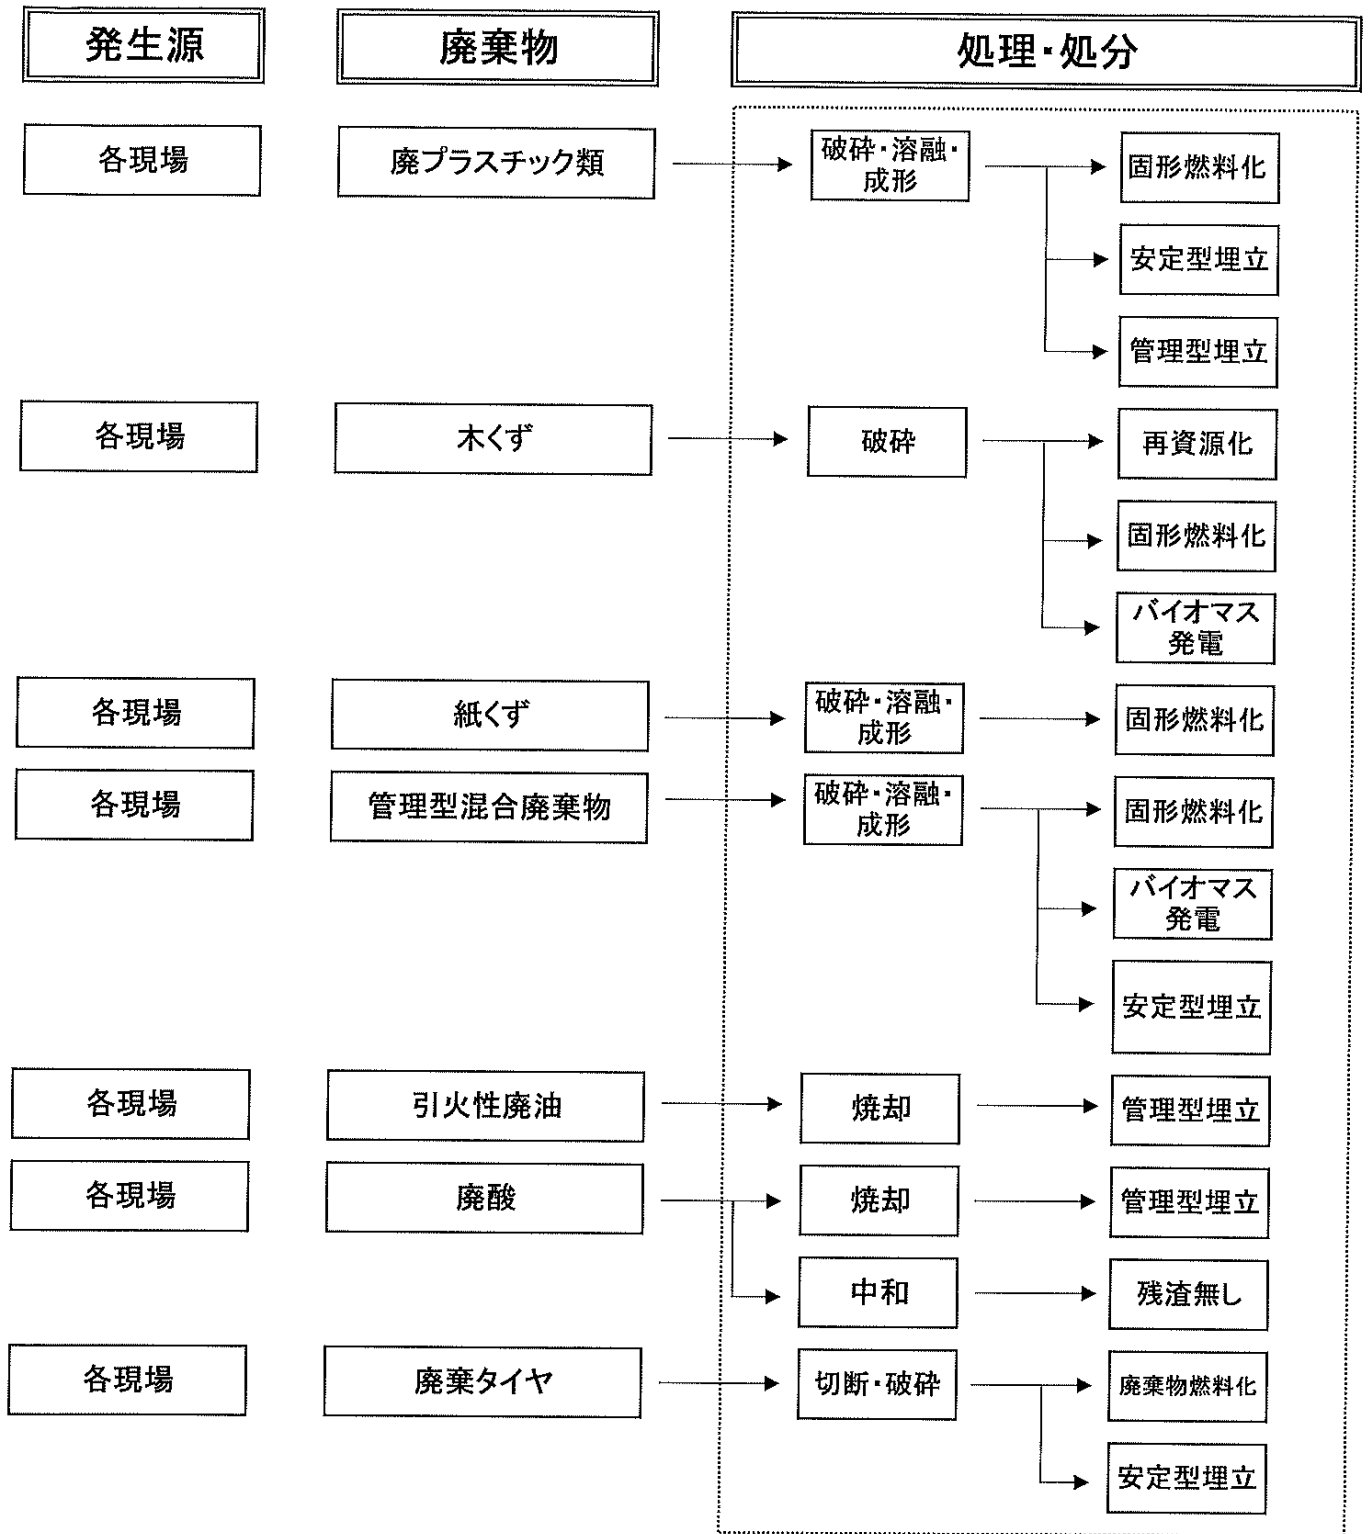 発生源
廃棄物
処理・処分
各現場
廃プラスチック類
破砕・溶融・
成形
固形燃料化
安定型埋立
管理型埋立
各現場
木くず
破砕
再資源化
固形燃料化
バイオマス
発電
各現場
紙くず
破砕・溶融・
成形
固形燃料化
各現場
管理型混合廃棄物
破砕・溶融・
成形
固形燃料化
バイオマス
発電
安定型埋立
各現場
引火性廃油
焼却
管理型埋立
各現場
廃酸
焼却
管理型埋立
中和
残渣無し
各現場
廃棄タイヤ
切断・破砕
廃棄物燃料化
安定型埋立